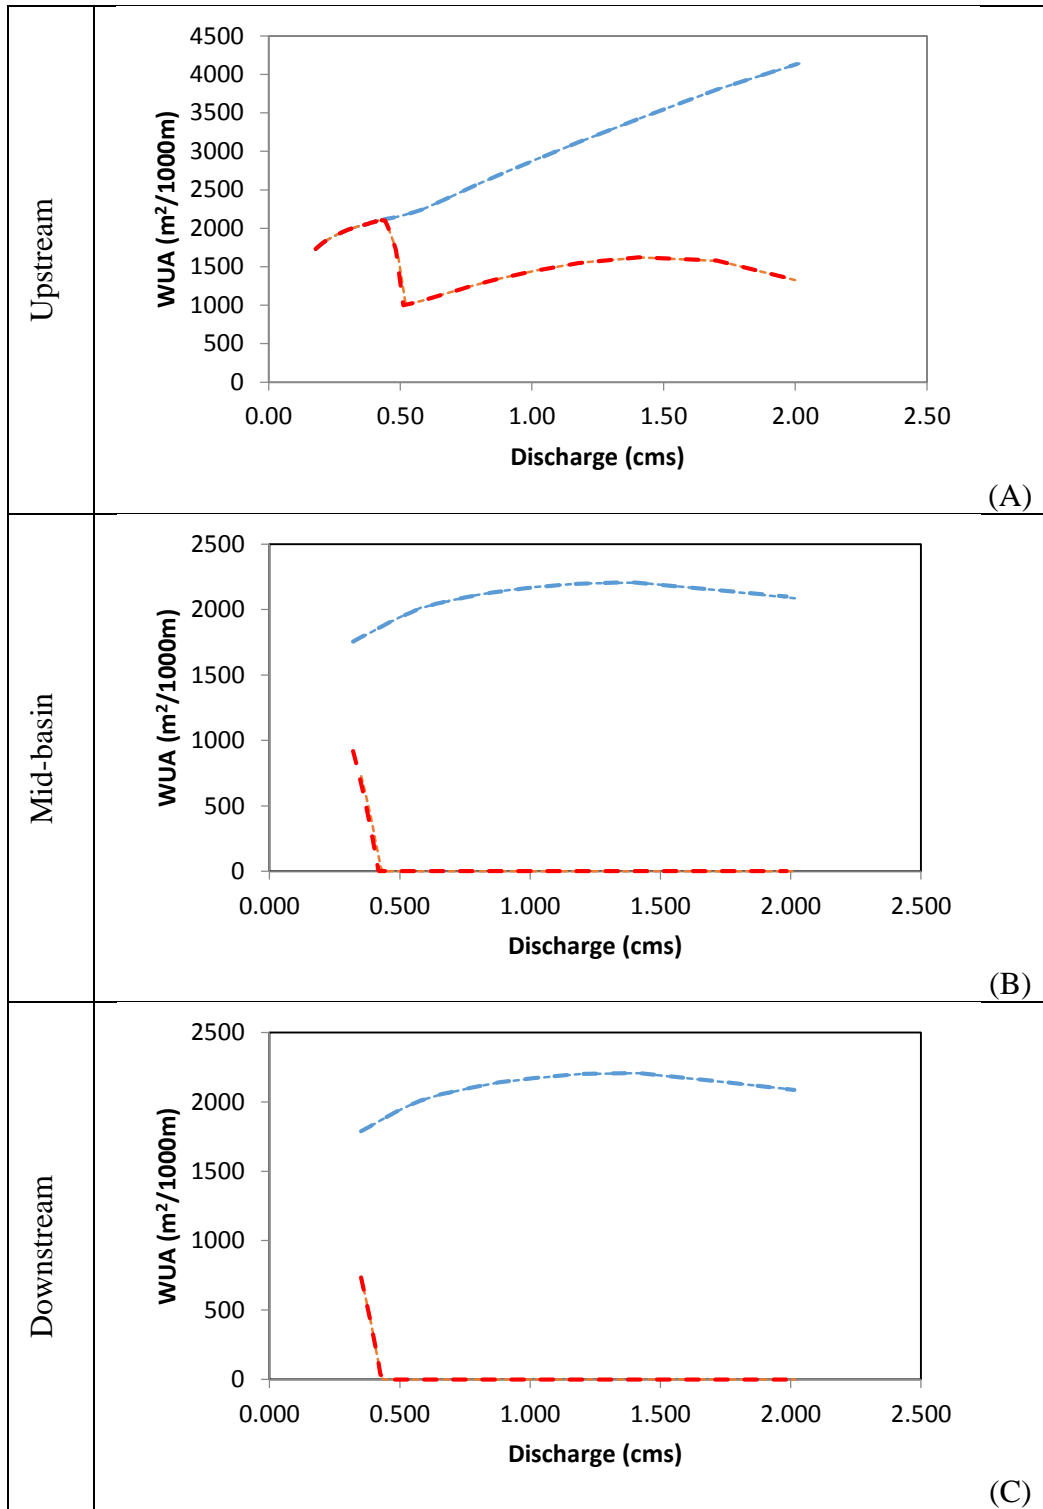 Upstream
WUA (m²/1000m)
4500
4000
3500
3000
2500
2000
1500
1000
500
0
0.00 0.50 1.00 1.50 2.00 2.50
Discharge (cms)
(A)
Mid-basin
WUA (m²/1000m)
2500
2000
1500
1000
500
0
0.000 0.500 1.000 1.500 2.000 2.500
Discharge (cms)
(B)
Downstream
WUA (m²/1000m)
2500
2000
1500
1000
500
0
0.000 0.500 1.000 1.500 2.000 2.500
Discharge (cms)
(C)